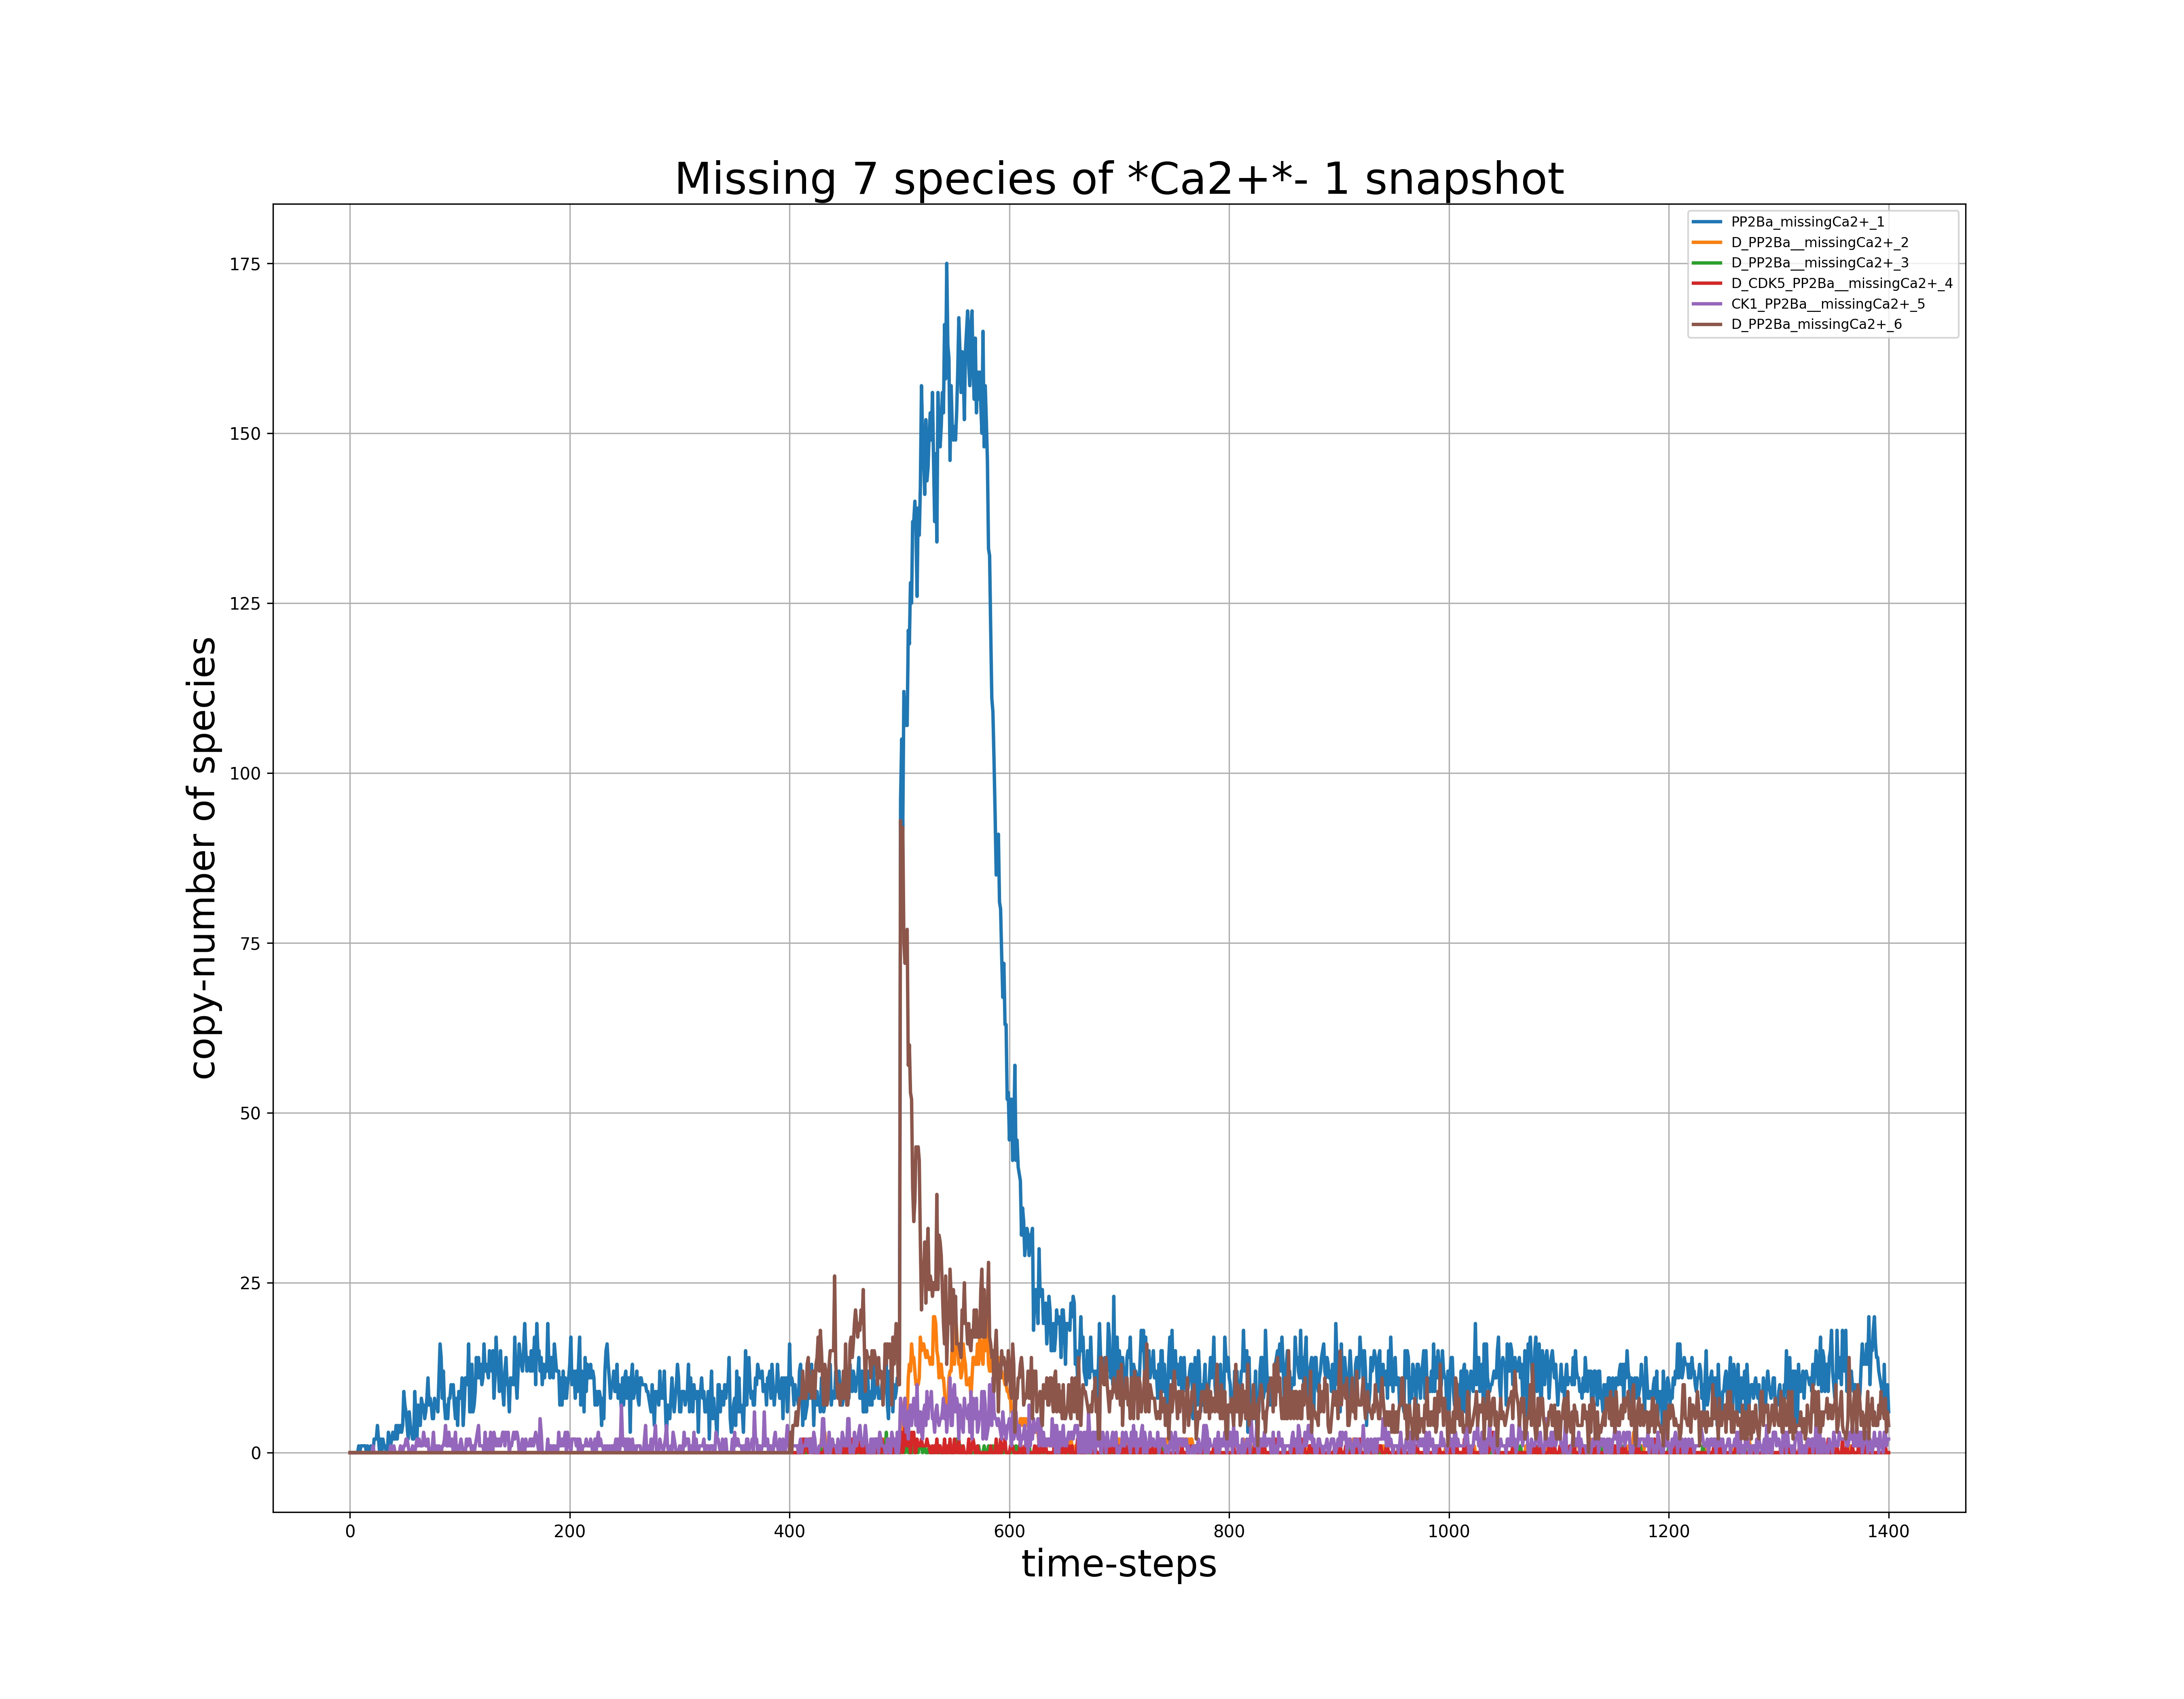 Missing 7 species of *Ca2+*- 1 snapshot
PP2Ba_missingCa2+_1
D_PP2Ba__missingCa2+_2
D_PP2Ba__missingCa2+_3
D_CDK5_PP2Ba__missingCa2+_4
CK1_PP2Ba__missingCa2+_5
D_PP2Ba_missingCa2+_6
copy-number of species
175
150
125
100
75
50
25
0
0 200 400 600 800 1000 1200 1400
time-steps